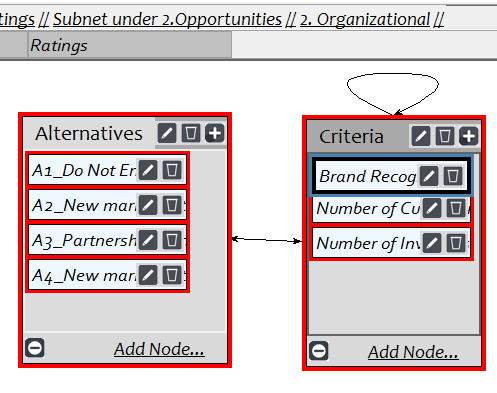 tings // Subnet under 2.Opportunities // 2. Organizational //
Ratings
Alternatives
A1_Do Not En
A2_New mar
A3_Partnersh
A4_New mar
Add Node...
Criteria
Brand Recog
Number of Cu
Number of Inv
Add Node...